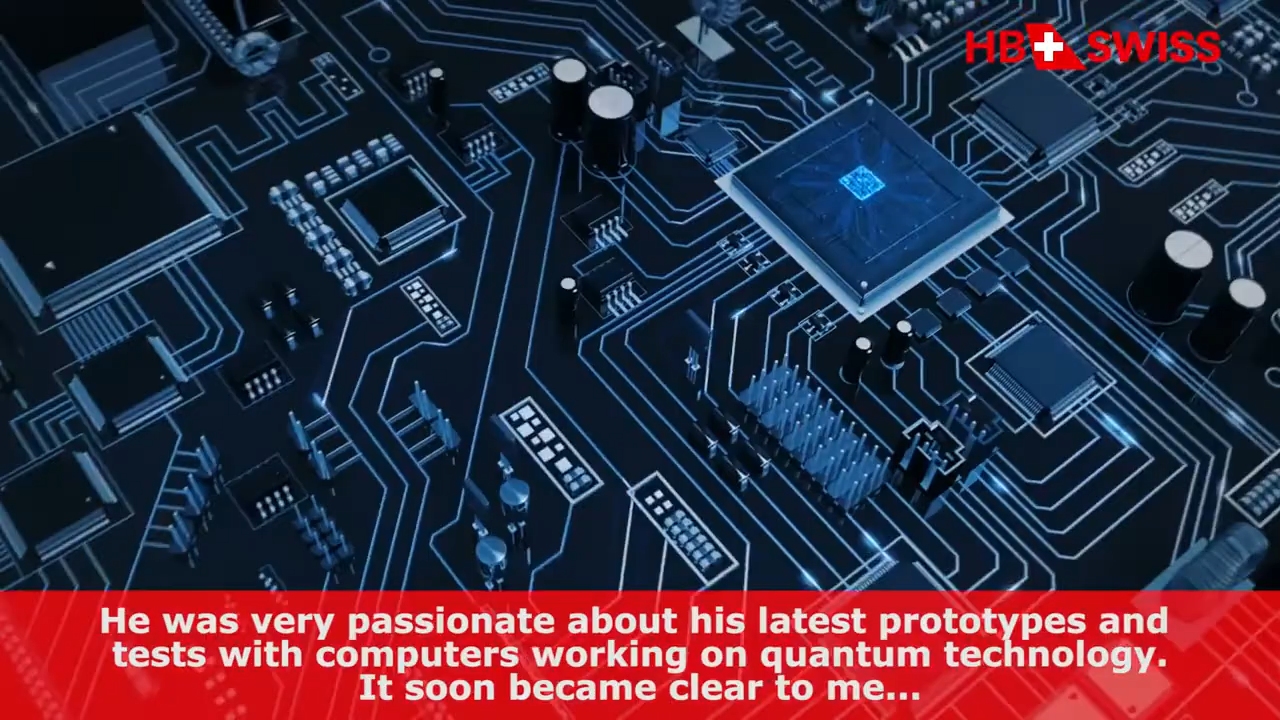 HB SWISS
He was very passionate about his latest prototypes and
tests with computers working on quantum technology.
It soon became clear to me...